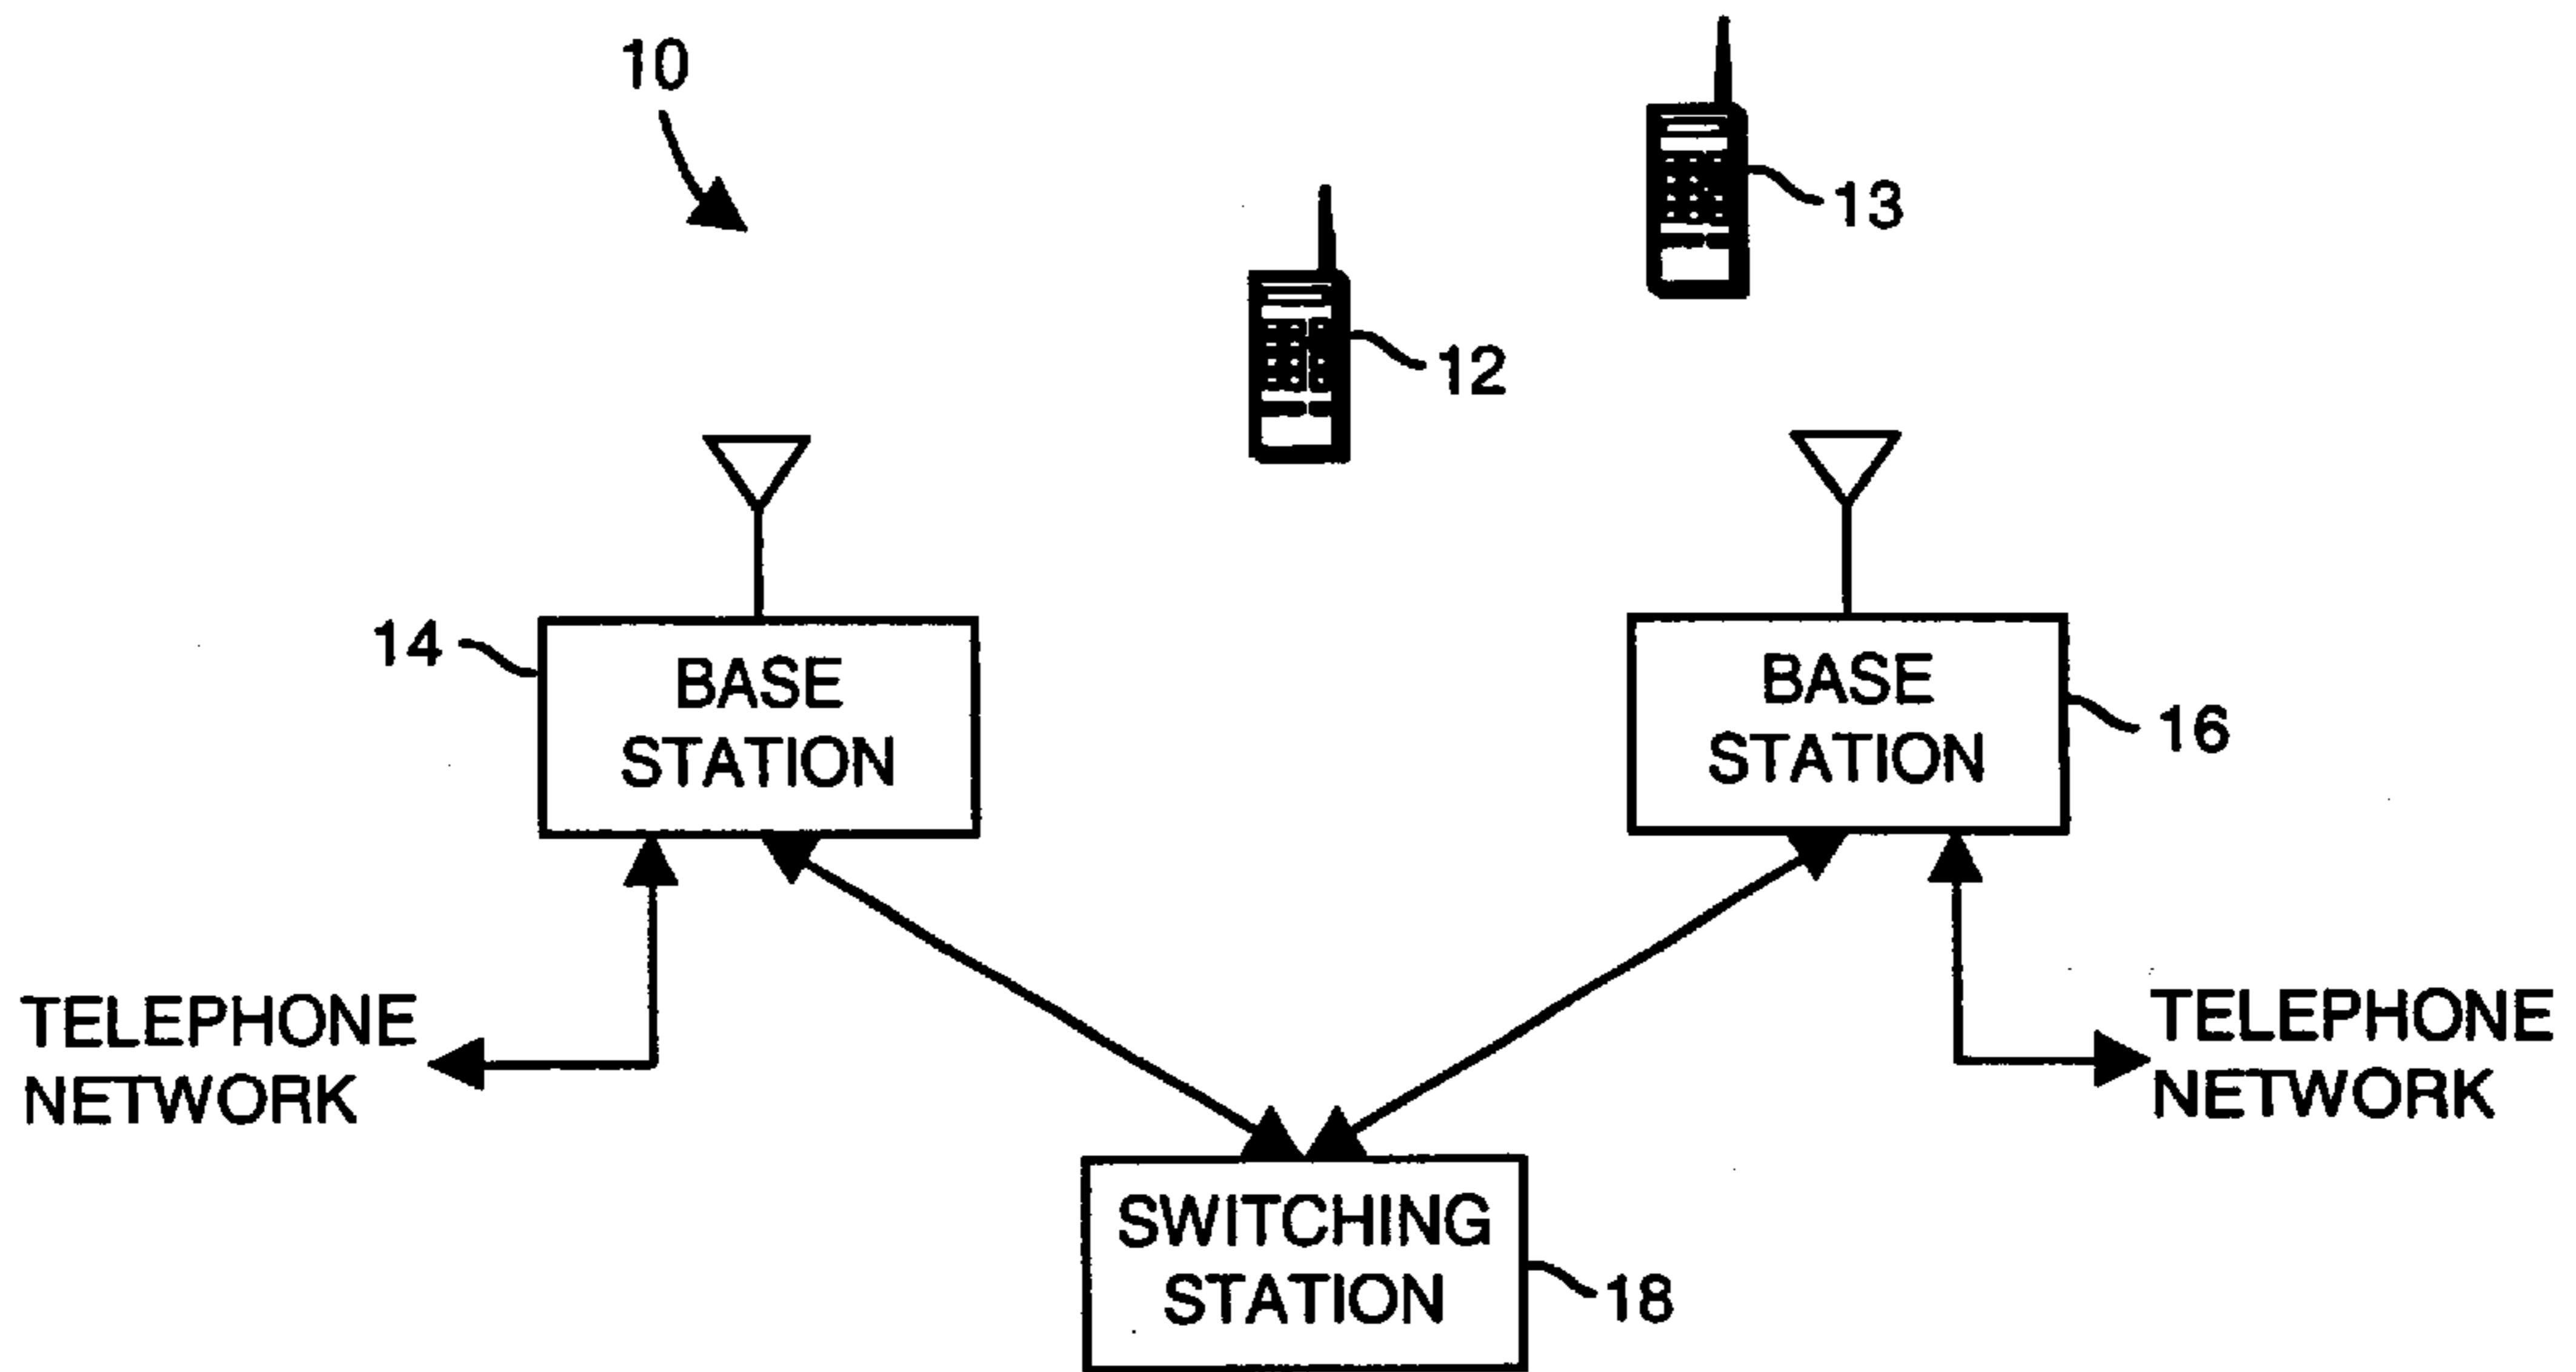 10
13
12
14
BASE
STATION
BASE
STATION
16
TELEPHONE
NETWORK
TELEPHONE
NETWORK
SWITCHING
STATION
18